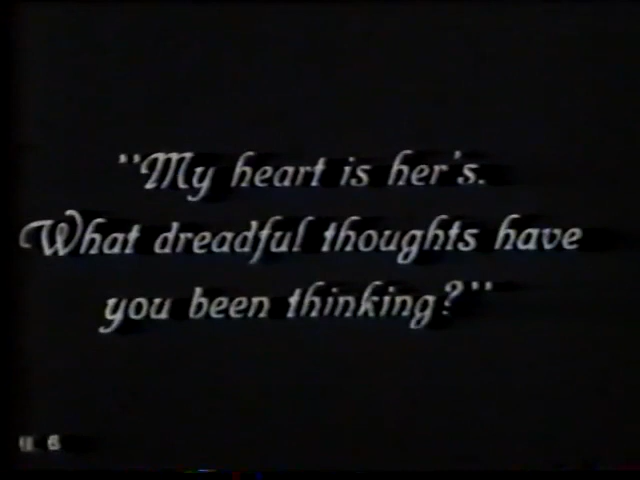 "My heart is her's.
What dreadful thoughts have
you been thinking?"